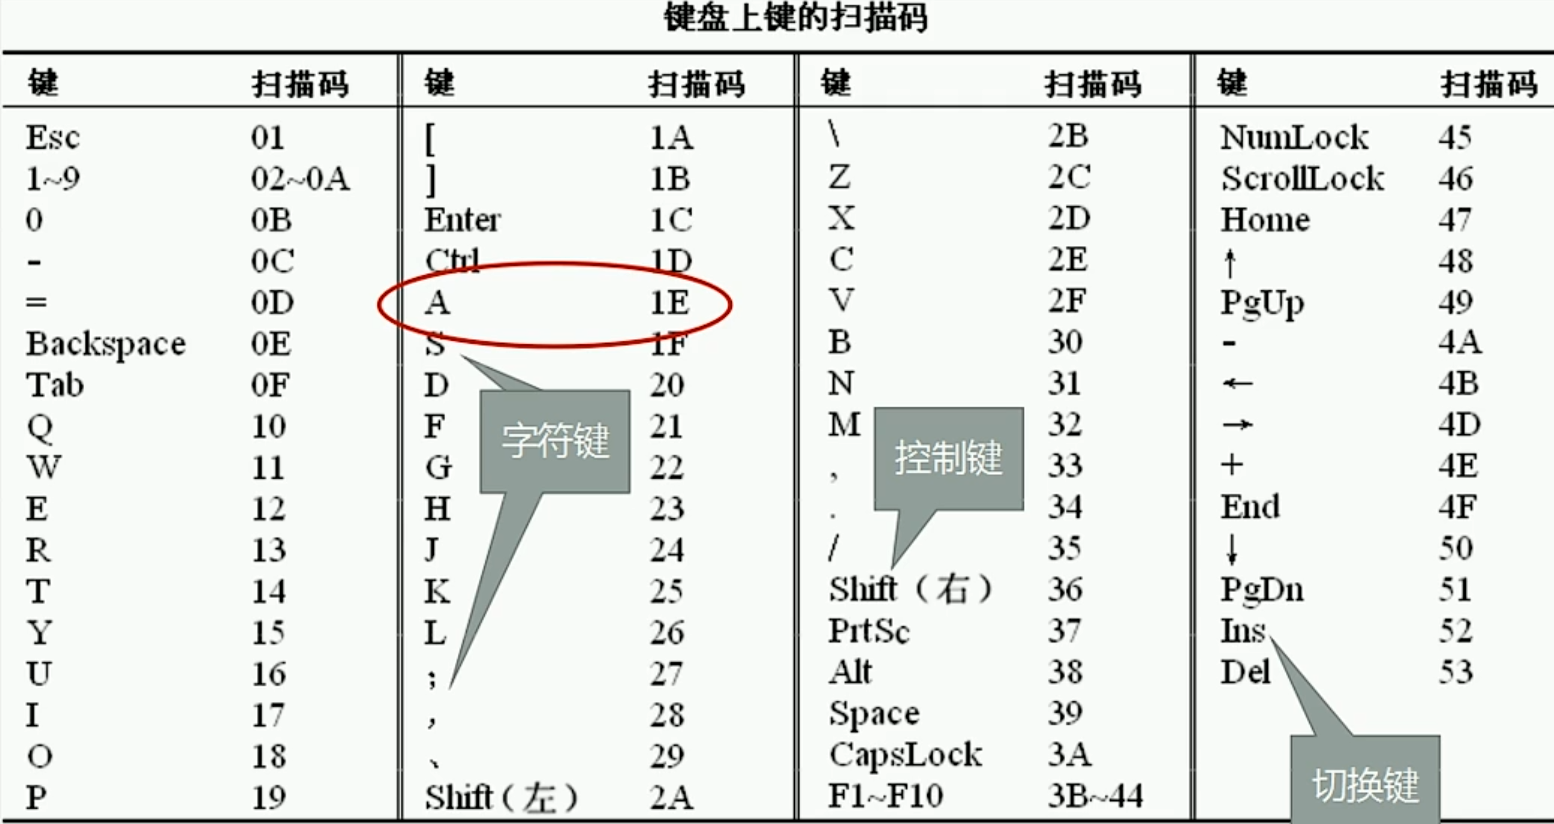 键盘上键的扫描码
键 扫描码 键 扫描码 键 扫描码 键 扫描码
Esc 01 [ 1A \ 2B NumLock 45
1~9 02~0A ] 1B Z 2C ScrollLock 46
0 0B Enter 1C X 2D Home 47
- 0C Ctrl 1D C 2E ↑ 48
= 0D A 1E V 2F PgUp 49
Backspace 0E S 1F B 30 - 4A
Tab 0F D 20 N 31 ← 4B
Q 10 F 21 M 32 → 4D
字符键
控制键
W 11 G 22 , 33 + 4E
E 12 H 23 . 34 End 4F
R 13 J 24 / 35 ↓ 50
T 14 K 25 Shift（右） 36 PgDn 51
Y 15 L 26 PrtSc 37 Ins 52
U 16 ; 27 Alt 38 Del 53
I 17 , 28 Space 39
O 18 、 29 CapsLock 3A
P 19 Shift（左） 2A F1~F10 3B~44
切换键